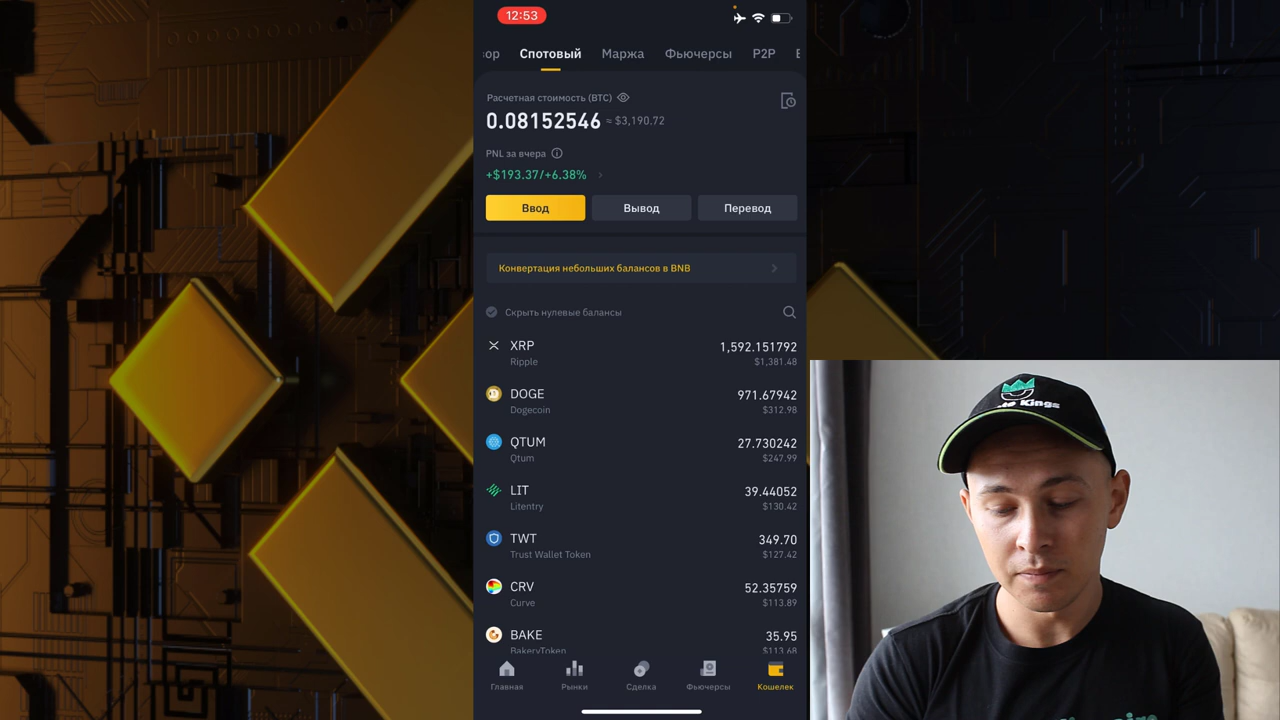 12:53
Спотовый Маржа Фьючерсы P2P
Расчетная стоимость (BTC)
0.08152546 ≈ $3,190.72
PNL за вчера
+$193.37/+6.38%
Ввод Вывод Перевод
Конвертация небольших балансов в BNB
Скрыть нулевые балансы
XRP 1,592.151792
Ripple $1,381.48
DOGE 971.67942
Dogecoin $312.98
QTUM 27.730242
Qtum $247.99
LIT 39.44052
Litentry $130.42
TWT 349.70
Trust Wallet Token $127.42
CRV 52.35759
Curve $113.89
BAKE 35.95
BakeryToken $113.68
Главная Рынки Сделка Фьючерсы Кошелек
Kings